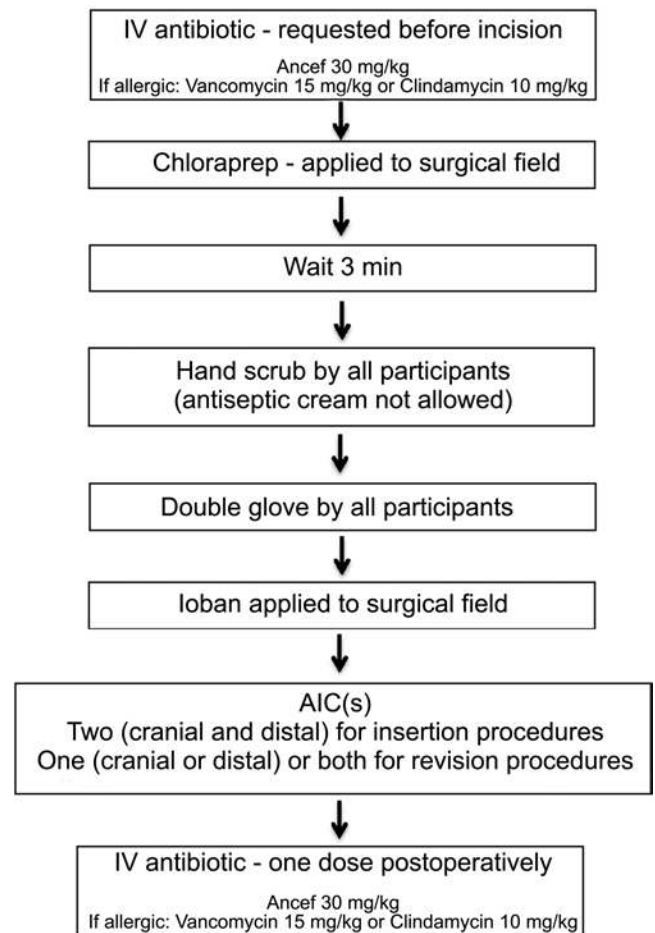 IV antibiotic - requested before incision
Ancef 30 mg/kg
If allergic: Vancomycin 15 mg/kg or Clindamycin 10 mg/kg
Chloraprep - applied to surgical field
Wait 3 min
Hand scrub by all participants
(antiseptic cream not allowed)
Double glove by all participants
Ioban applied to surgical field
AIC(s)
Two (cranial and distal) for insertion procedures
One (cranial or distal) or both for revision procedures
IV antibiotic - one dose postoperatively
Ancef 30 mg/kg
If allergic: Vancomycin 15 mg/kg or Clindamycin 10 mg/kg